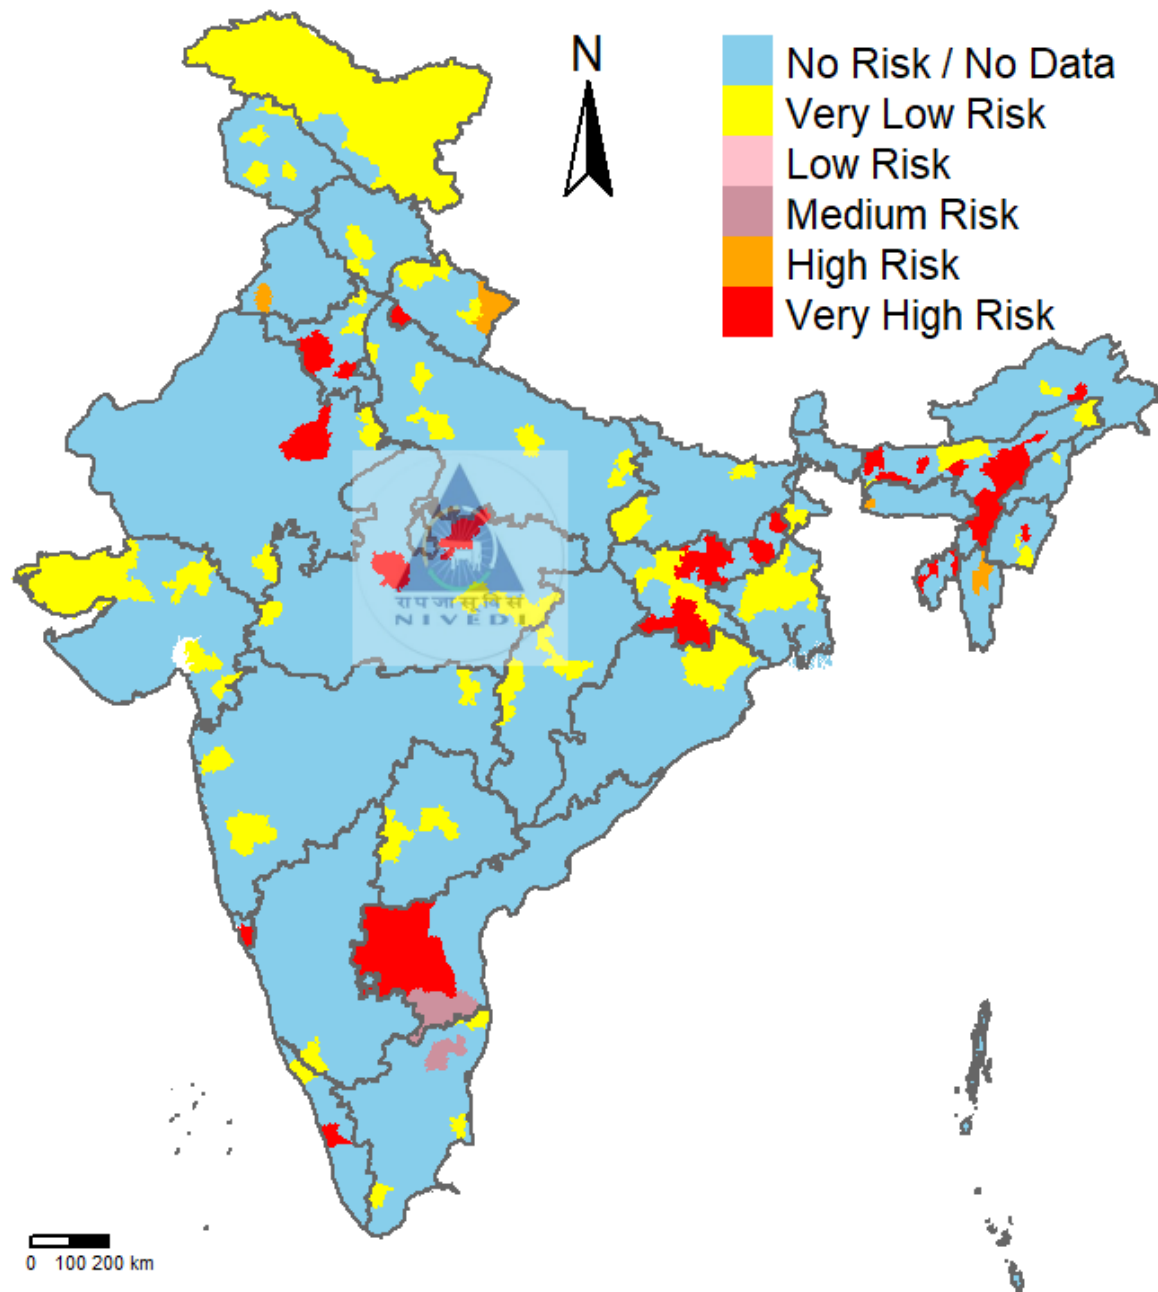 N
No Risk / No Data
Very Low Risk
Low Risk
Medium Risk
High Risk
Very High Risk
NIVEDI
0 100 200 km